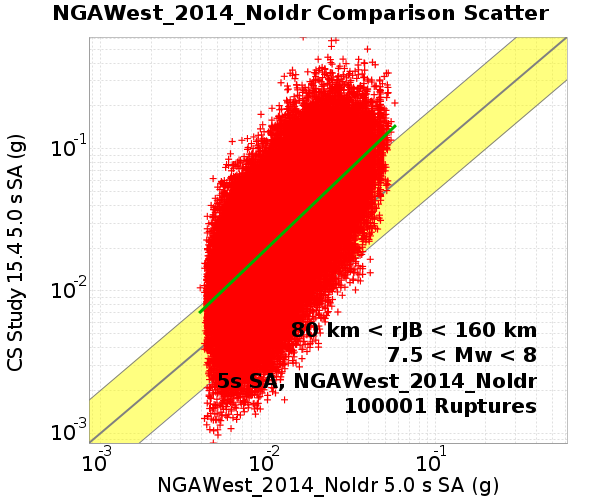 NGAWest_2014_NoIdr Comparison Scatter
CS Study 15.4 5.0 s SA (g)
10-1
10-2
10-3
80 km < rJB < 160 km
7.5 < Mw < 8
5s SA, NGAWest_2014_NoIdr
100001 Ruptures
10-3 10-2 10-1
NGAWest_2014_NoIdr 5.0 s SA (g)